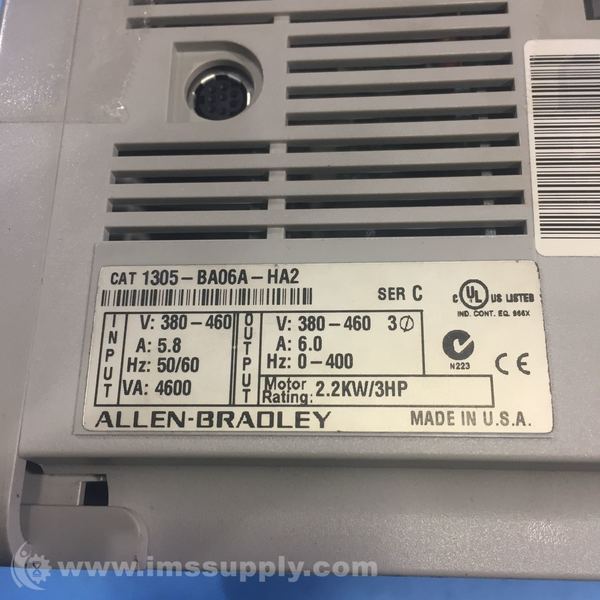 CAT 1305-BA06A-HA2
SER C
INPUT
V: 380-460
A: 5.8
Hz: 50/60
VA: 4600
OUTPUT
V: 380-460 3Ø
A: 6.0
Hz: 0-400
Motor Rating: 2.2KW/3HP
C UL US LISTED
IND. CONT. EQ. 966X
N223
CE
ALLEN-BRADLEY
MADE IN U.S.A.
www.imssupply.com/